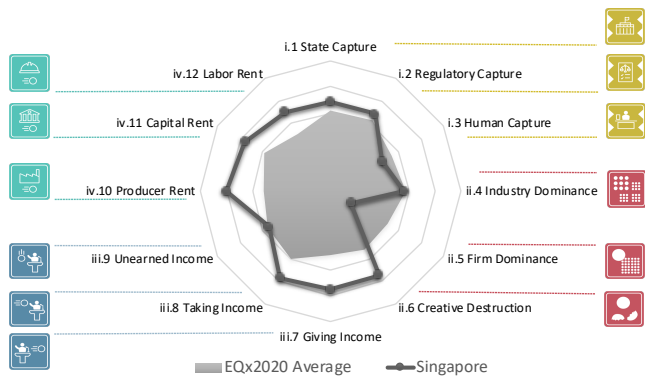 i.1 State Capture
iv.12 Labor Rent
i.2 Regulatory Capture
iv.11 Capital Rent
i.3 Human Capture
iv.10 Producer Rent
ii.4 Industry Dominance
iii.9 Unearned Income
ii.5 Firm Dominance
iii.8 Taking Income
ii.6 Creative Destruction
iii.7 Giving Income
EQx2020 Average
Singapore